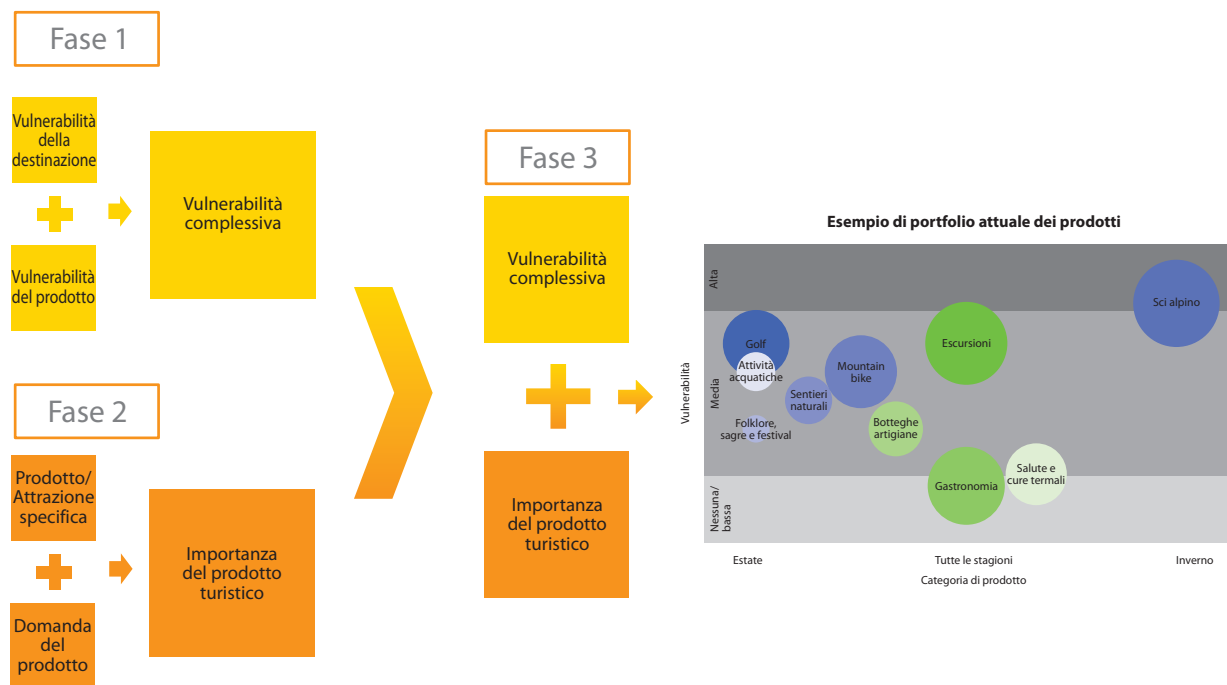 Fase 1
Vulnerabilità
della
destinazione
Vulnerabilità
del prodotto
Vulnerabilità
complessiva
Fase 2
Prodotto/
Attrazione
specifica
Domanda
del
prodotto
Importanza
del prodotto
turistico
Fase 3
Vulnerabilità
complessiva
Importanza
del prodotto
turistico
Esempio di portfolio attuale dei prodotti
Vulnerabilità
Alta
Media
Nessuna/
bassa
Sci alpino
Golf
Escursioni
Attività
acquatiche
Mountain
bike
Sentieri
naturali
Folklore,
sagre e festival
Botteghe
artigiane
Gastronomia
Salute e
cure termali
Estate
Tutte le stagioni
Inverno
Categoria di prodotto